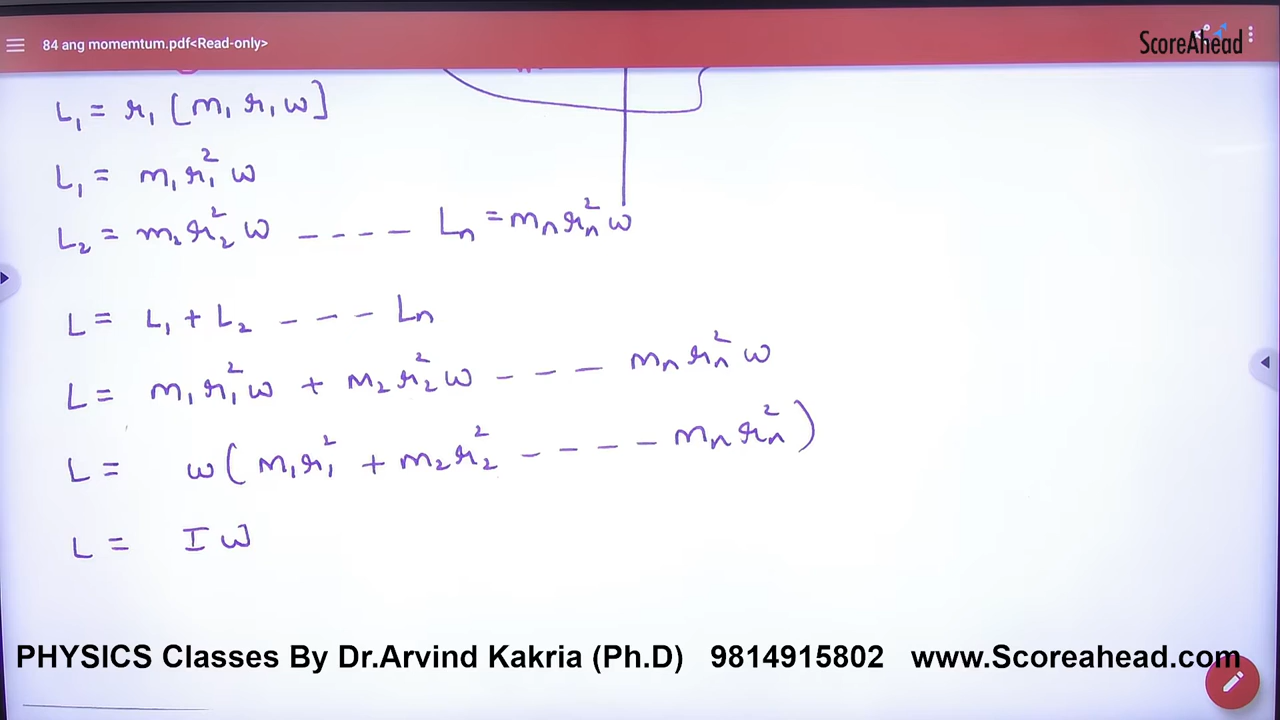 84 ang momemtum.pdf<Read-only>
ScoreAhead
L₁ = r₁ [m₁ r₁ ω]
L₁ = m₁ r₁² ω
L₂ = m₂ r₂² ω ---- Lₙ = mₙ rₙ² ω
L = L₁ + L₂ --- Lₙ
L = m₁ r₁² ω + m₂ r₂² ω --- mₙ rₙ² ω
L = ω ( m₁ r₁² + m₂ r₂² ---- mₙ rₙ² )
L = I ω
PHYSICS Classes By Dr.Arvind Kakria (Ph.D) 9814915802 www.Scoreahead.com